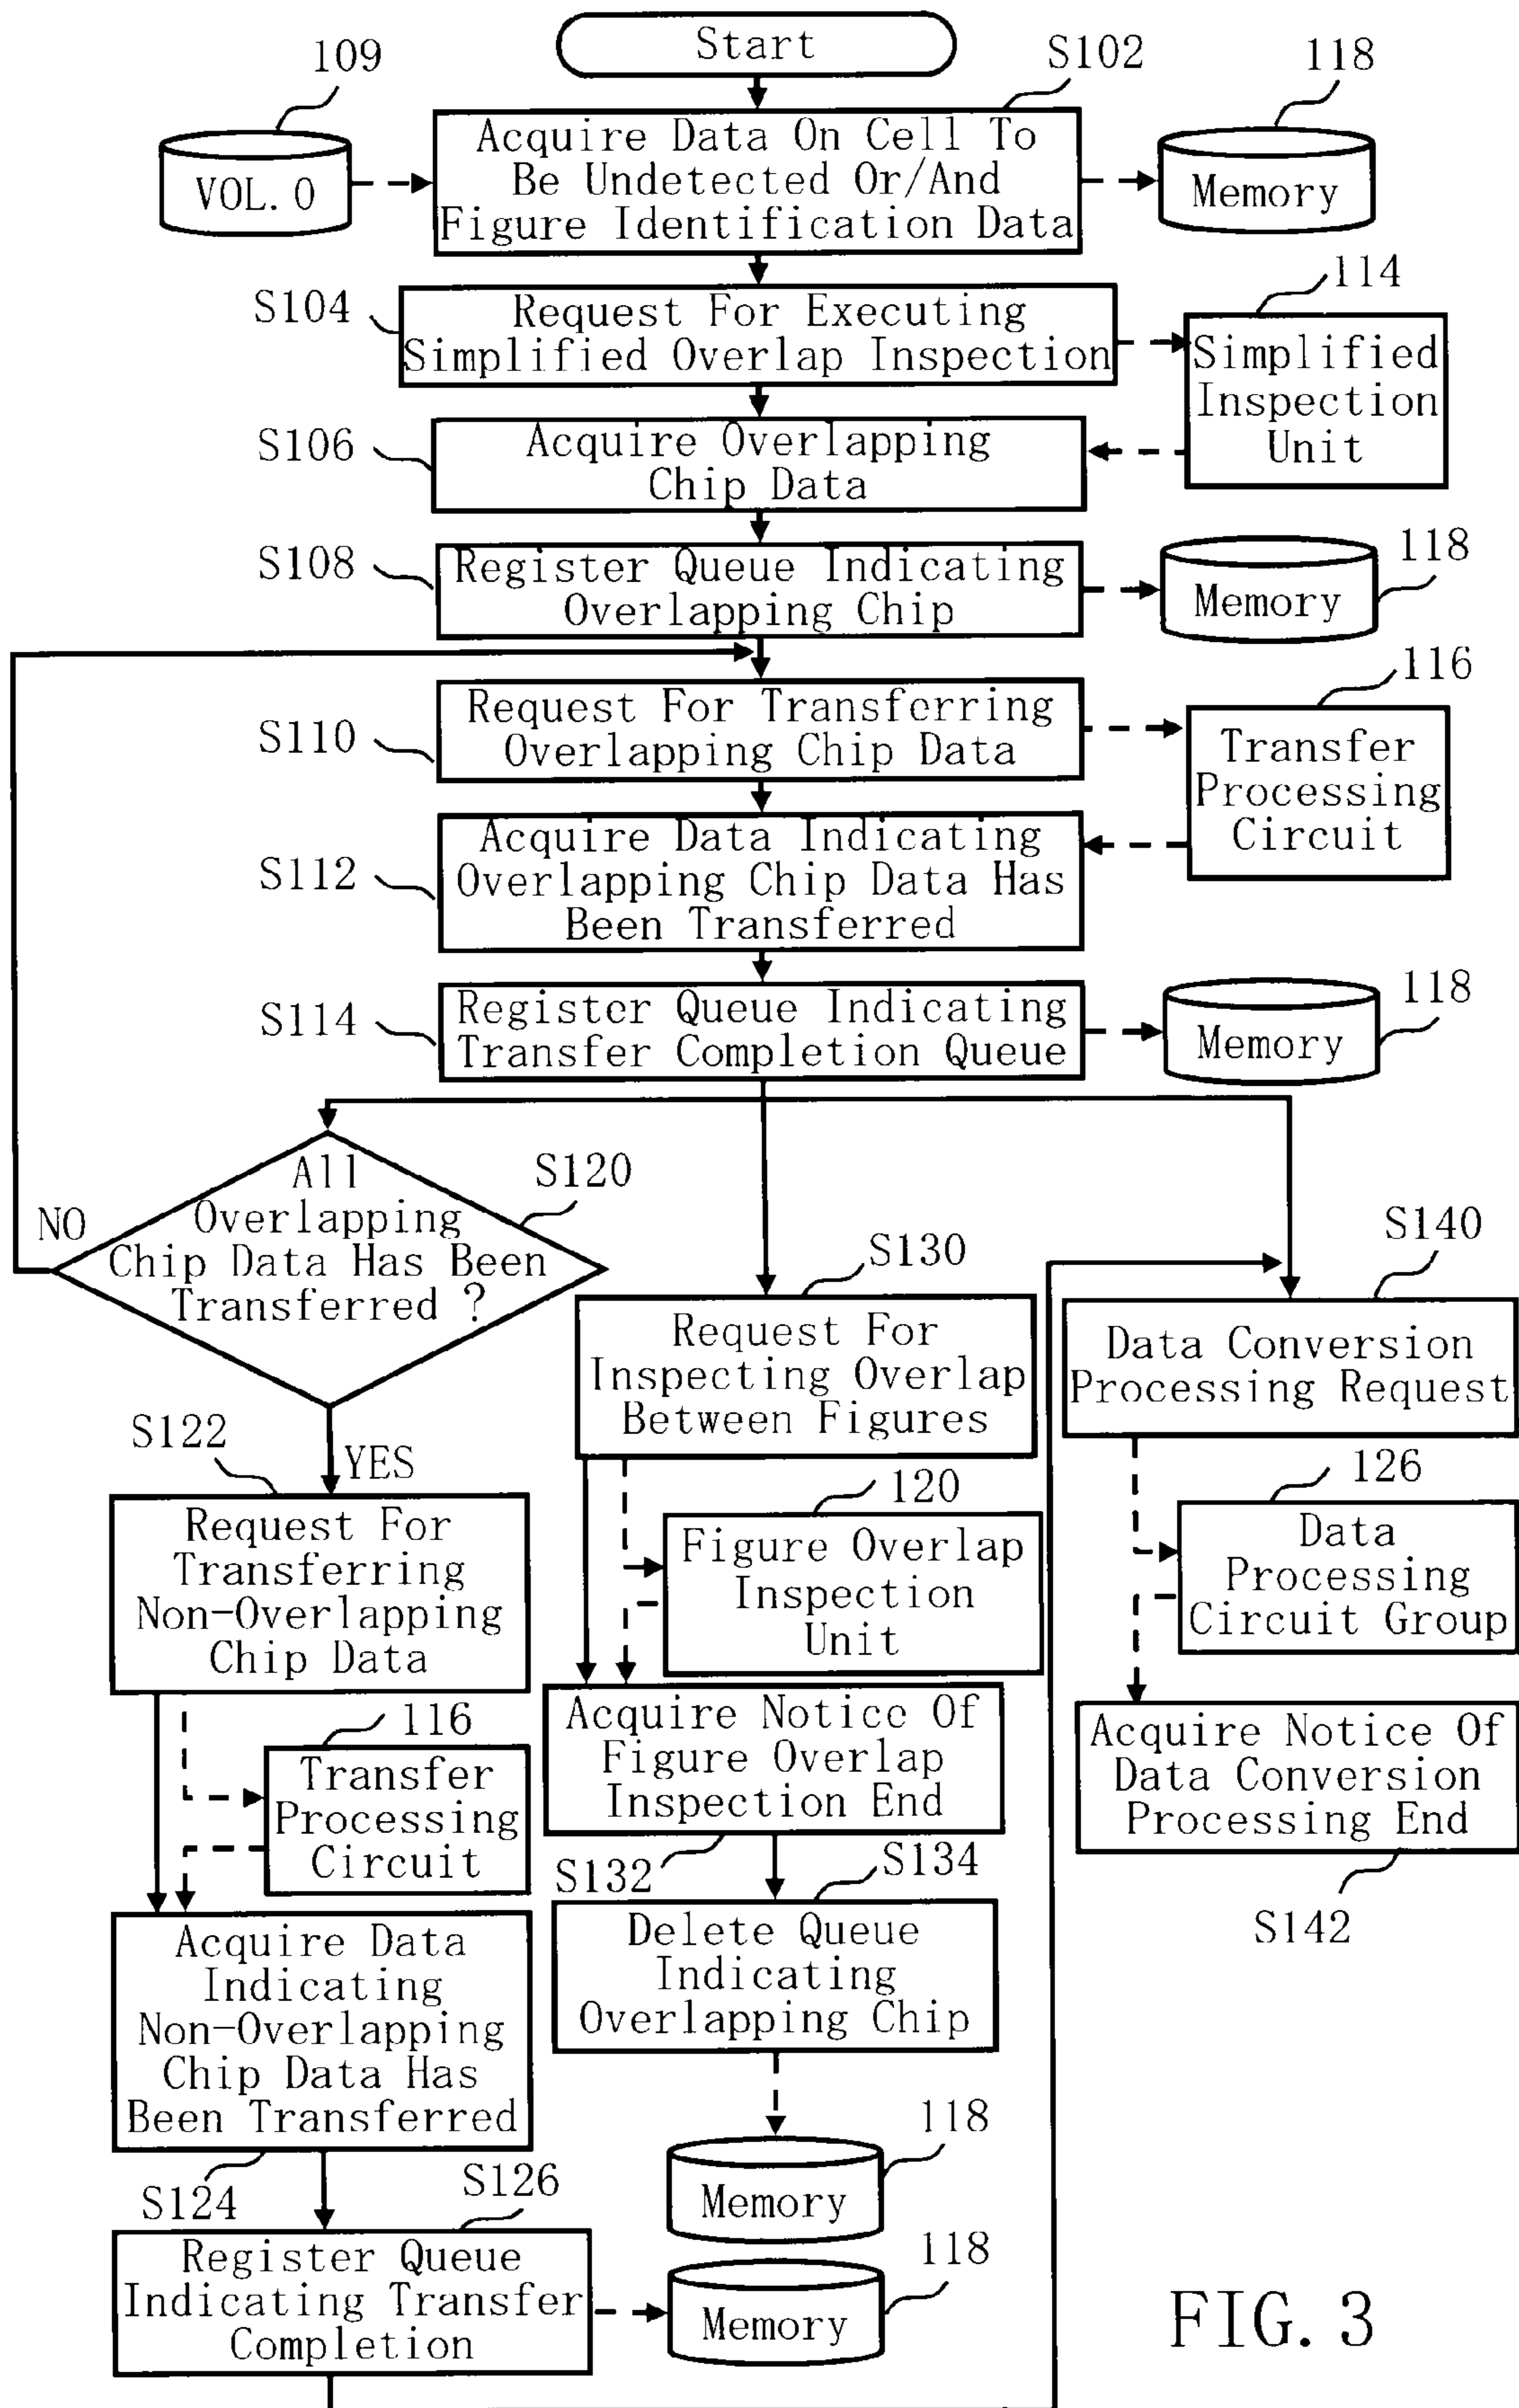 Start
109
S102
118
VOL. 0
Acquire Data On Cell To
Be Undetected Or/And
Figure Identification Data
Memory
S104
Request For Executing
Simplified Overlap Inspection
114
Simplified
Inspection
Unit
S106
Acquire Overlapping
Chip Data
S108
Register Queue Indicating
Overlapping Chip
118
Memory
S110
Request For Transferring
Overlapping Chip Data
116
Transfer
Processing
Circuit
S112
Acquire Data Indicating
Overlapping Chip Data Has
Been Transferred
S114
Register Queue Indicating
Transfer Completion Queue
118
Memory
S120
All
Overlapping
Chip Data Has Been
Transferred ?
NO
YES
S130
Request For
Inspecting Overlap
Between Figures
S140
Data Conversion
Processing Request
S122
Request For
Transferring
Non-Overlapping
Chip Data
120
Figure Overlap
Inspection
Unit
126
Data
Processing
Circuit Group
116
Transfer
Processing
Circuit
Acquire Notice Of
Figure Overlap
Inspection End
S132
Acquire Notice Of
Data Conversion
Processing End
S142
S134
Delete Queue
Indicating
Overlapping Chip
Acquire Data
Indicating
Non-Overlapping
Chip Data Has
Been Transferred
S124
118
Memory
S126
Register Queue
Indicating Transfer
Completion
118
Memory
FIG. 3